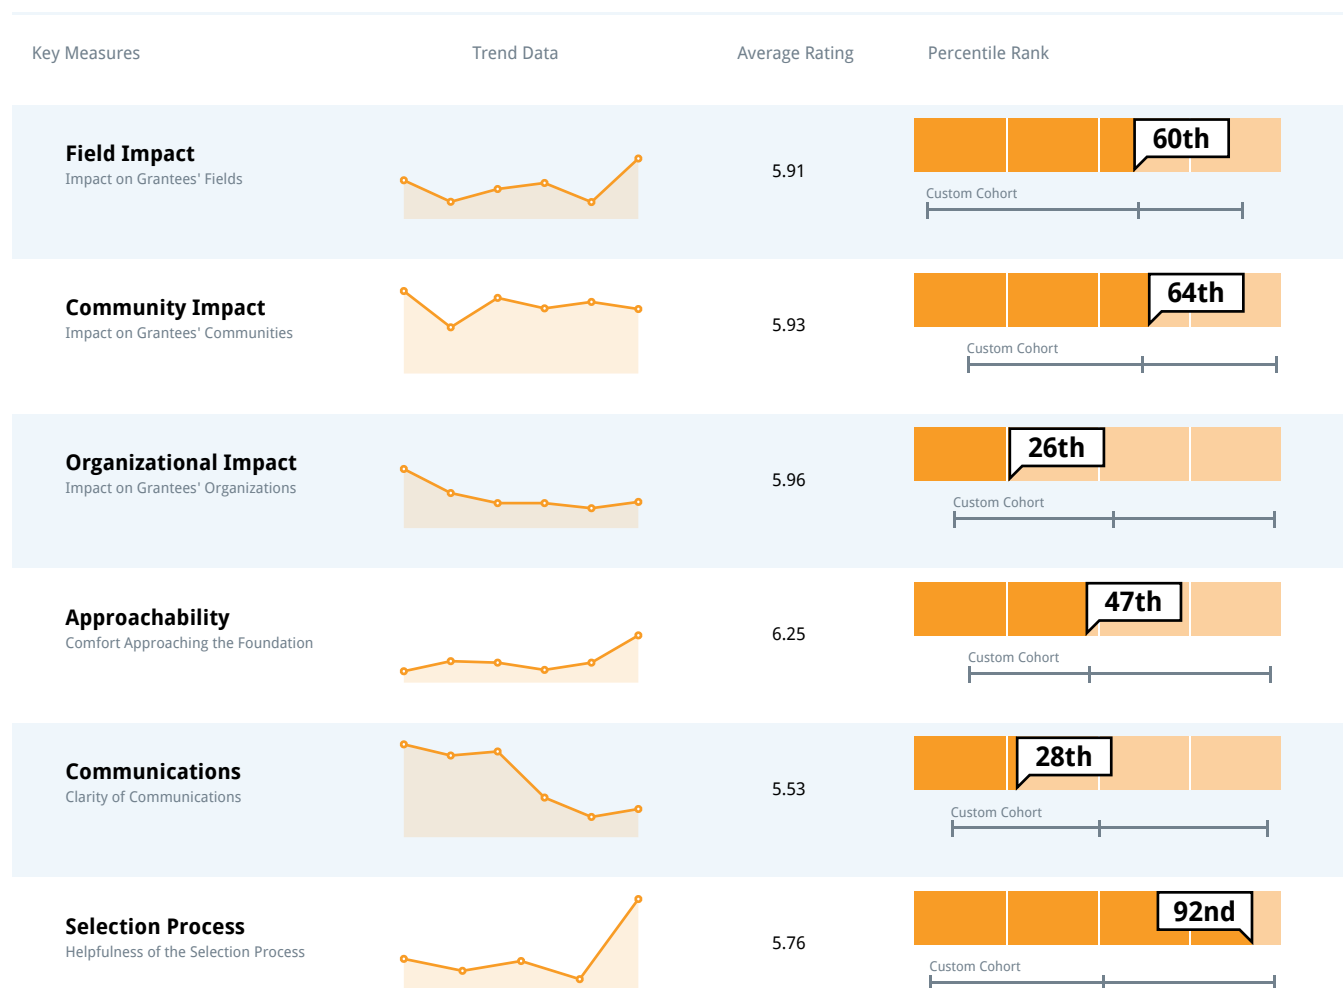 Key Measures
Trend Data
Average Rating
Percentile Rank
Field Impact
Impact on Grantees' Fields
5.91
60th
Custom Cohort
Community Impact
Impact on Grantees' Communities
5.93
64th
Custom Cohort
Organizational Impact
Impact on Grantees' Organizations
5.96
26th
Custom Cohort
Approachability
Comfort Approaching the Foundation
6.25
47th
Custom Cohort
Communications
Clarity of Communications
5.53
28th
Custom Cohort
Selection Process
Helpfulness of the Selection Process
5.76
92nd
Custom Cohort